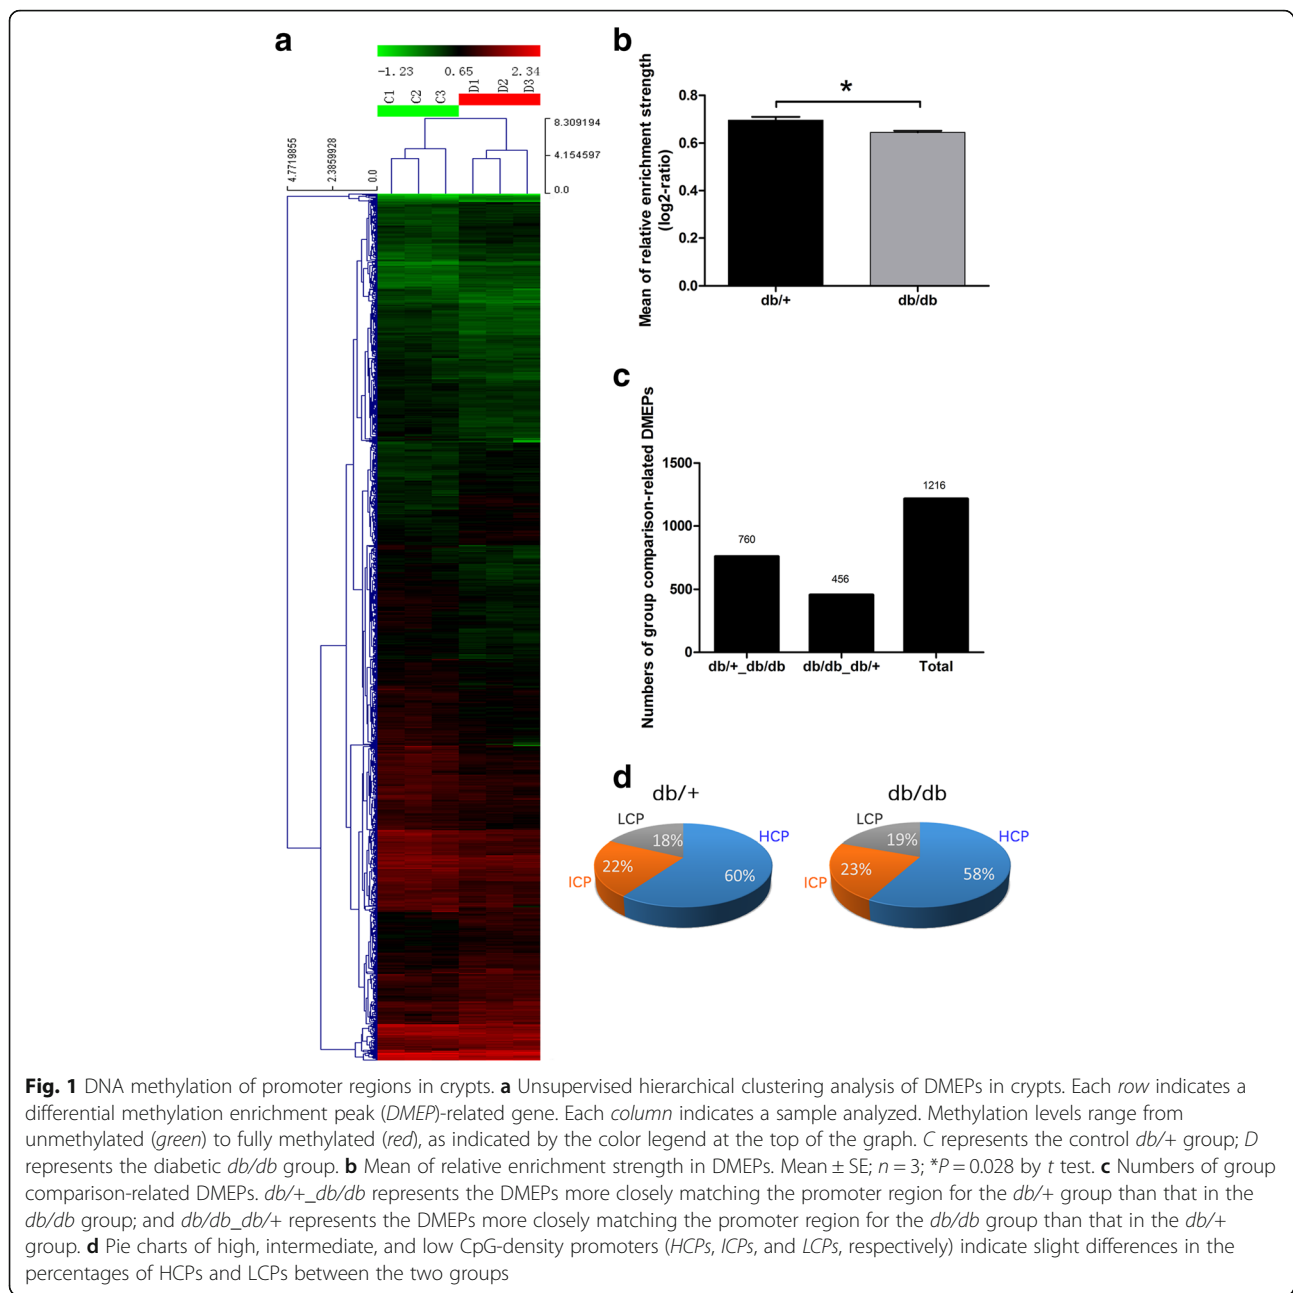 a
-1.23 0.65 2.34
C1 C2 C3 D1 D2 D3
8.309194
4.154597
0.0
4.7719855
2.3859928
0.0
b
Mean of relative enrichment strength
(log2-ratio)
0.8
0.6
0.4
0.2
0.0
*
db/+ db/db
c
Numbers of group comparison-related DMEPs
1500
1000
500
0
760
456
1216
db/+_db/db db/db_db/+ Total
d
db/+
LCP
18%
HCP
22%
ICP
60%
db/db
LCP
19%
HCP
23%
ICP
58%
Fig. 1 DNA methylation of promoter regions in crypts. a Unsupervised hierarchical clustering analysis of DMEPs in crypts. Each row indicates a
differential methylation enrichment peak (DMEP)-related gene. Each column indicates a sample analyzed. Methylation levels range from
unmethylated (green) to fully methylated (red), as indicated by the color legend at the top of the graph. C represents the control db/+ group; D
represents the diabetic db/db group. b Mean of relative enrichment strength in DMEPs. Mean ± SE; n = 3; *P = 0.028 by t test. c Numbers of group
comparison-related DMEPs. db/+_db/db represents the DMEPs more closely matching the promoter region for the db/+ group than that in the
db/db group; and db/db_db/+ represents the DMEPs more closely matching the promoter region for the db/db group than that in the db/+
group. d Pie charts of high, intermediate, and low CpG-density promoters (HCPs, ICPs, and LCPs, respectively) indicate slight differences in the
percentages of HCPs and LCPs between the two groups